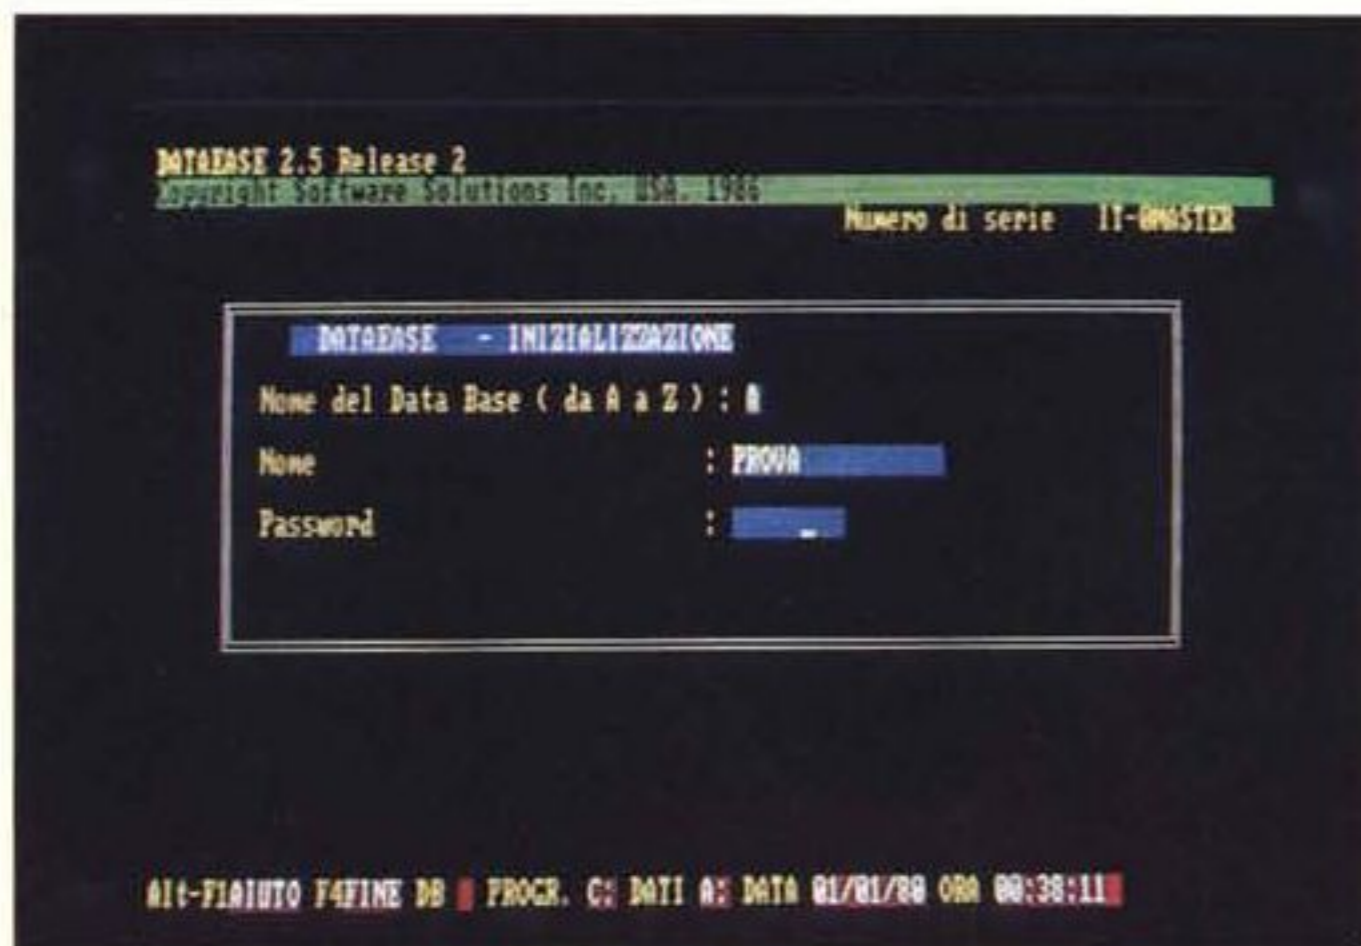 DATAEASE 2.5 Release 2
Copyright Software Solutions Inc, USA. 1986
Numero di serie IT-0MASTER
DATAEASE - INIZIALIZZAZIONE
Nome del Data Base ( da A a Z ) : A
Nome : PROVA
Password :
Alt-F1AIUTO F4FINE DB PROGR. C: DATI A: DATA 01/01/80 ORA 00:38:11